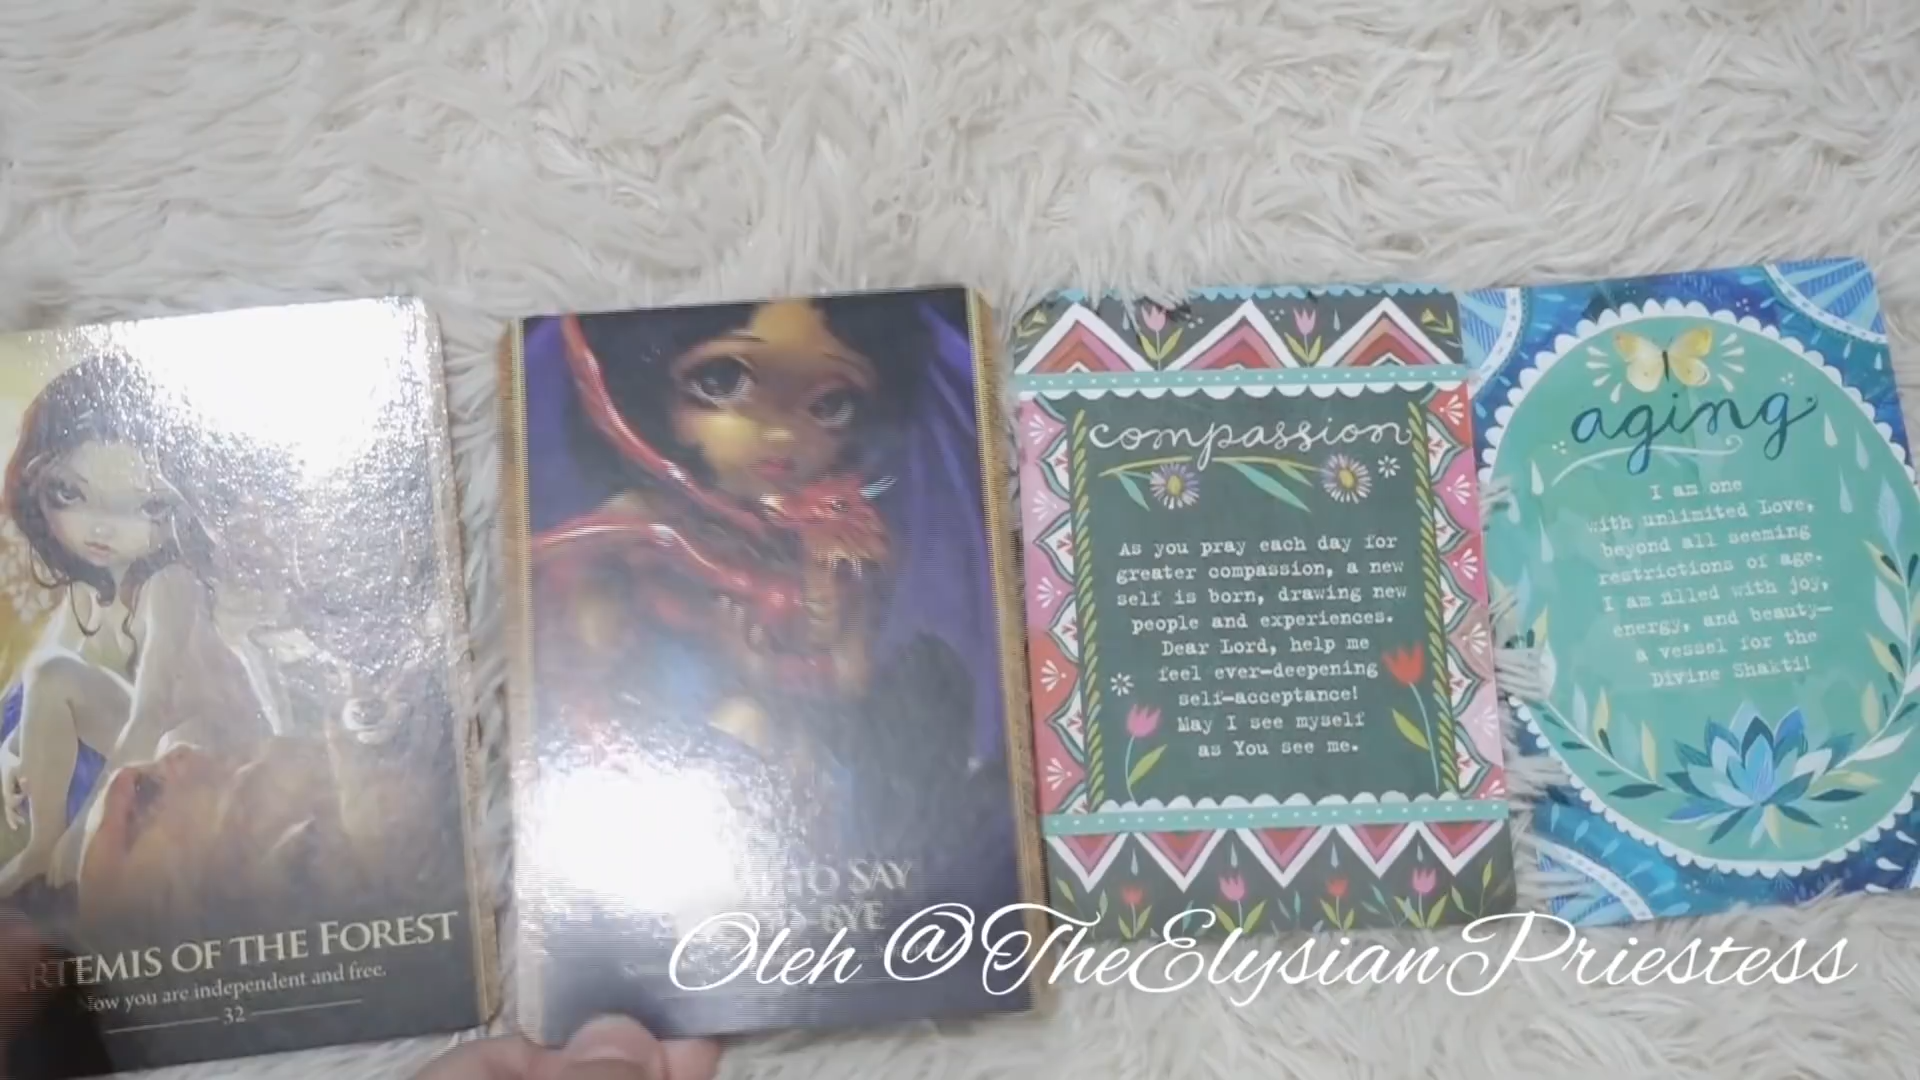 ARTEMIS OF THE FOREST
Now you are independent and free.
32
TO SAY
BYE
compassion
As you pray each day for
greater compassion, a new
self is born, drawing new
people and experiences.
Dear Lord, help me
feel ever-deepening
self-acceptance!
May I see myself
as You see me.
aging
I am one
with unlimited Love,
beyond all seeming
restrictions of age.
I am filled with joy,
energy, and beauty—
a vessel for the
Divine Shakti!
Oleh @TheElysianPriestess